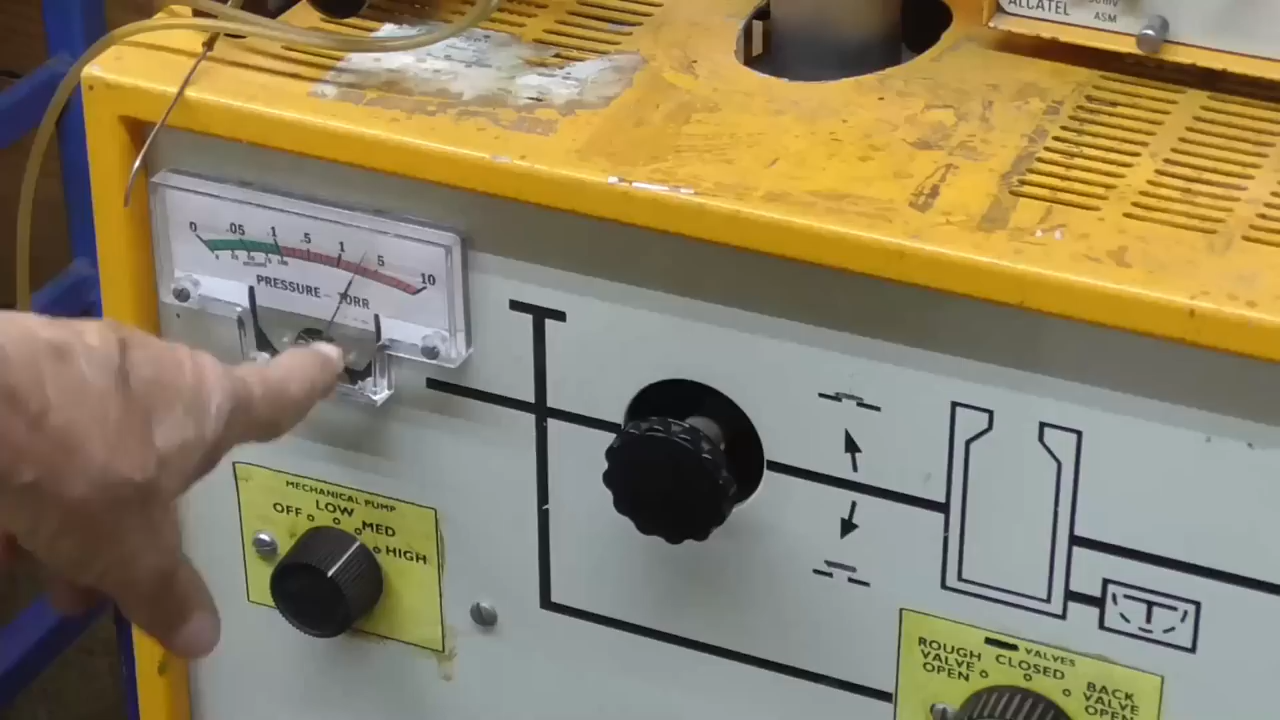 ALCATEL
ASM
0 .05 .1 .5 1 5 10
PRESSURE - TORR
MECHANICAL PUMP
OFF LOW MED HIGH
VALVES
ROUGH VALVE OPEN
CLOSED
BACK VALVE OPEN